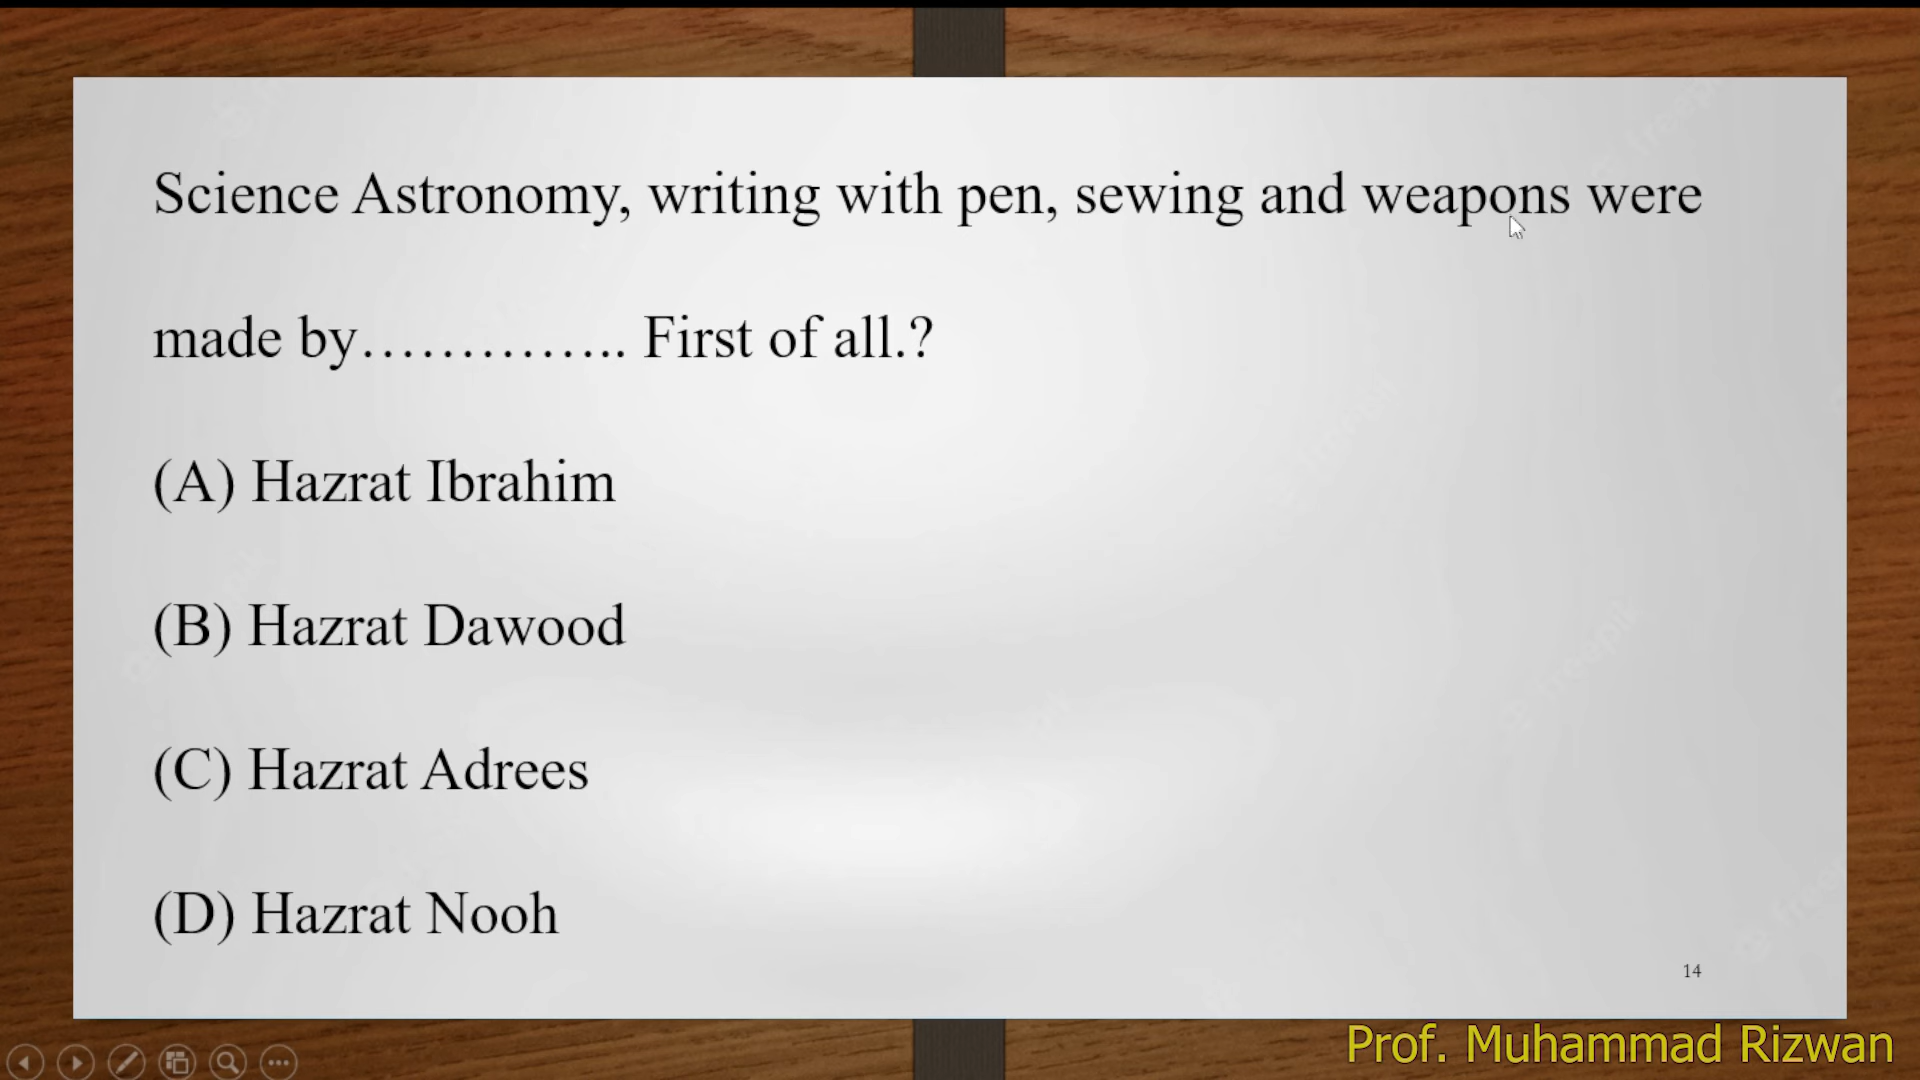 Science Astronomy, writing with pen, sewing and weapons were
made by………….. First of all.?
(A) Hazrat Ibrahim
(B) Hazrat Dawood
(C) Hazrat Adrees
(D) Hazrat Nooh
14
Prof. Muhammad Rizwan